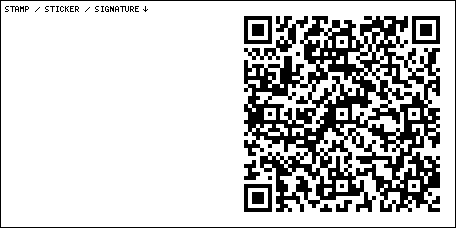 STAMP / STICKER / SIGNATURE ↓